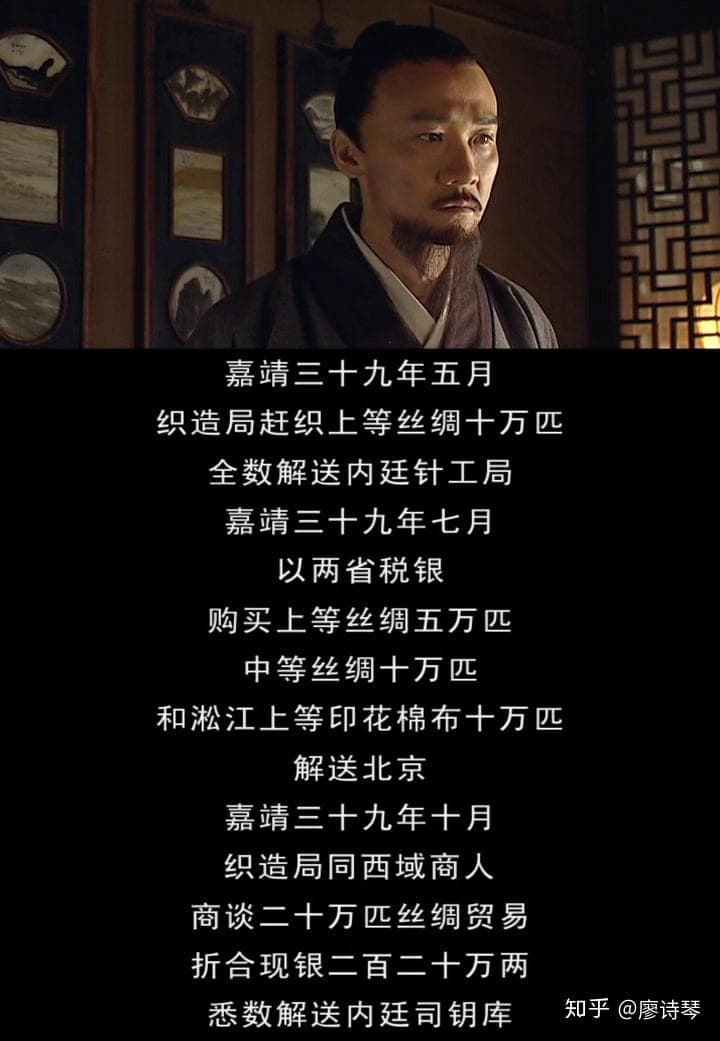 嘉靖三十九年五月
织造局赶织上等丝绸十万匹
全数解送内廷针工局
嘉靖三十九年七月
以两省税银
购买上等丝绸五万匹
中等丝绸十万匹
和淞江上等印花棉布十万匹
解送北京
嘉靖三十九年十月
织造局同西域商人
商谈二十万匹丝绸贸易
折合现银二百二十万两
悉数解送内廷司钥库
知乎 @廖诗琴